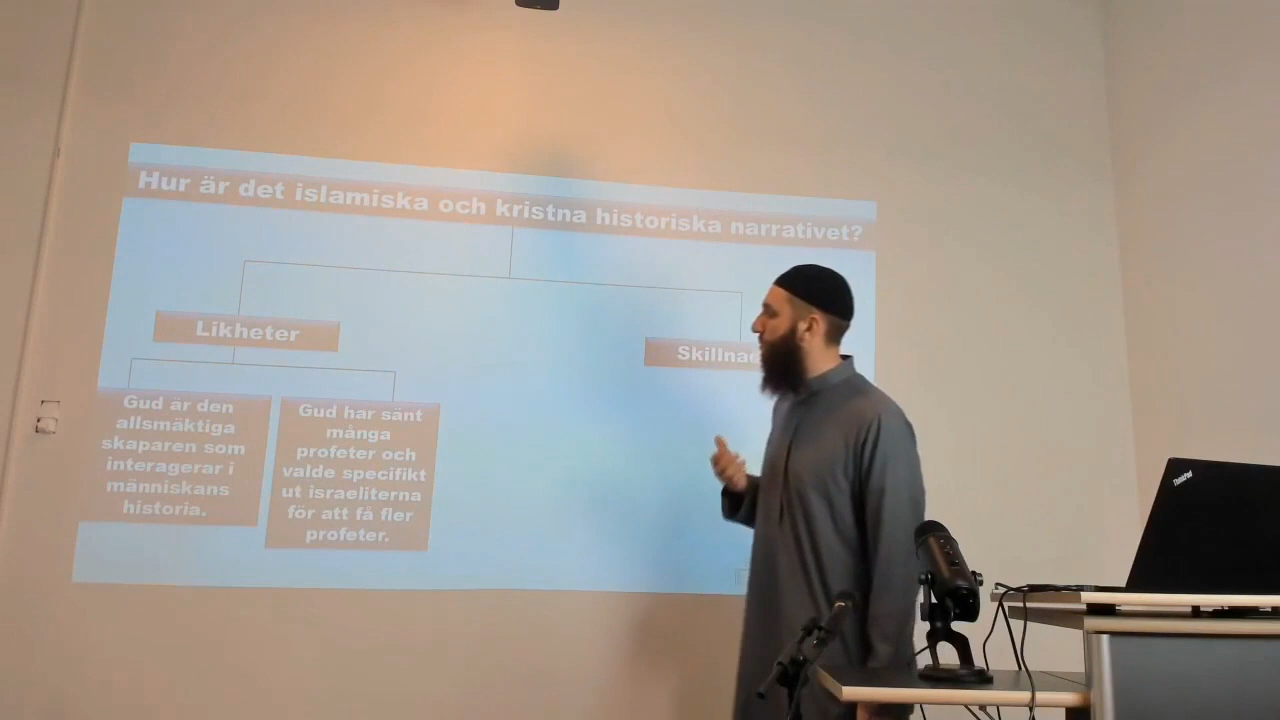 Hur är det islamiska och kristna historiska narrativet?
Likheter
Gud är den
allsmäktiga
skaparen som
interagerar i
människans
historia.
Gud har sänt
många
profeter och
valde specifikt
ut israeliterna
för att få fler
profeter.
ThinkPad